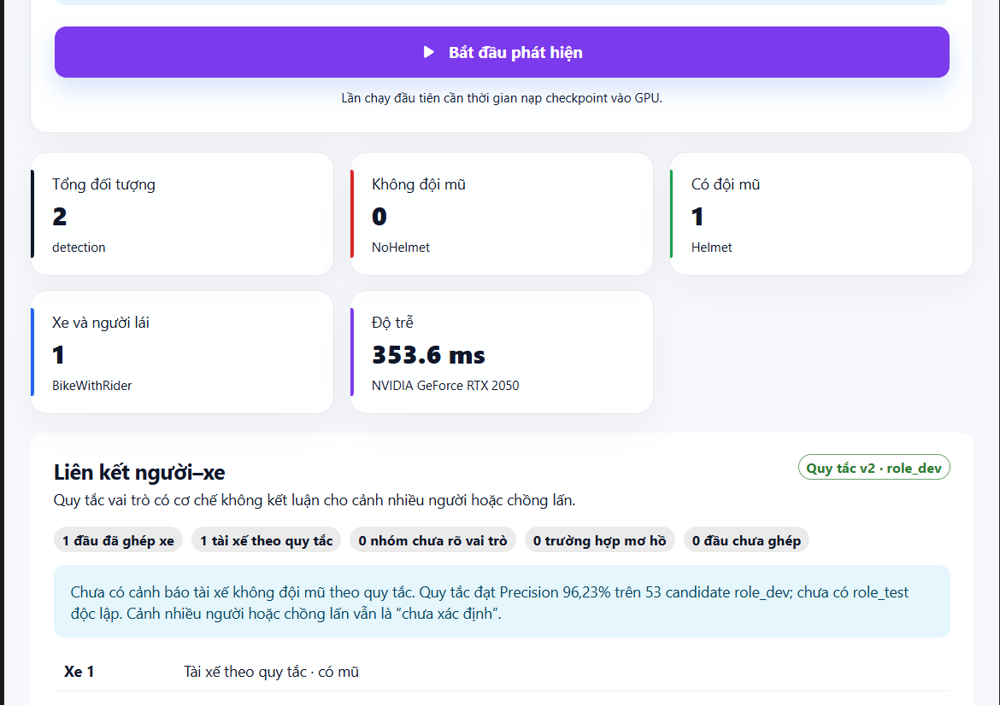 Bắt đầu phát hiện
Lần chạy đầu tiên cần thời gian nạp checkpoint vào GPU.
Tổng đối tượng
2
detection
Không đội mũ
0
NoHelmet
Có đội mũ
1
Helmet
Xe và người lái
1
BikeWithRider
Độ trễ
353.6 ms
NVIDIA GeForce RTX 2050
Liên kết người–xe
Quy tắc v2 · role_dev
Quy tắc vai trò có cơ chế không kết luận cho cảnh nhiều người hoặc chồng lấn.
1 đầu đã ghép xe
1 tài xế theo quy tắc
0 nhóm chưa rõ vai trò
0 trường hợp mơ hồ
0 đầu chưa ghép
Chưa có cảnh báo tài xế không đội mũ theo quy tắc. Quy tắc đạt Precision 96,23% trên 53 candidate role_dev; chưa có role_test
độc lập. Cảnh nhiều người hoặc chồng lấn vẫn là “chưa xác định”.
Xe 1
Tài xế theo quy tắc · có mũ